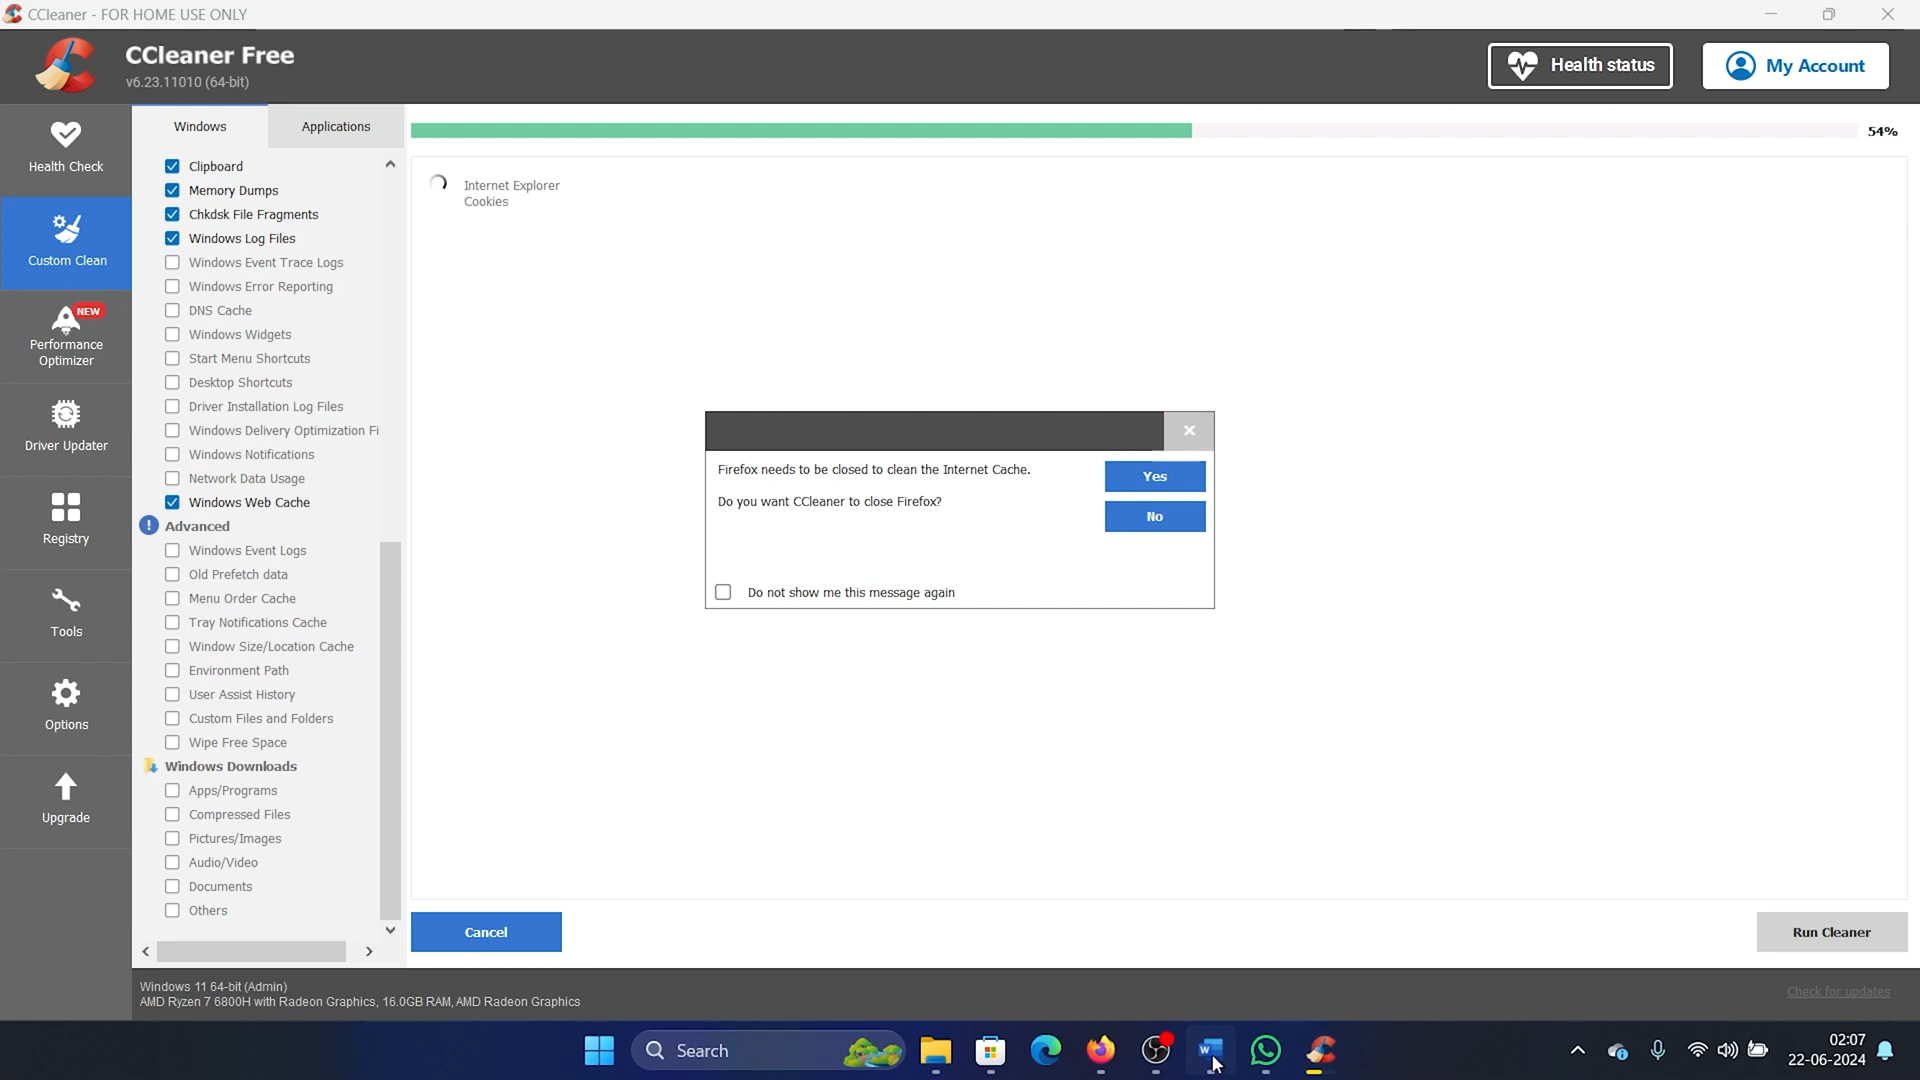 CCleaner - FOR HOME USE ONLY
CCleaner Free
v6.23.11010 (64-bit)
Health status
My Account
Health Check
Custom Clean
NEW
Performance
Optimizer
Driver Updater
Registry
Tools
Options
Upgrade
Windows
Applications
Clipboard
Memory Dumps
Chkdsk File Fragments
Windows Log Files
Windows Event Trace Logs
Windows Error Reporting
DNS Cache
Windows Widgets
Start Menu Shortcuts
Desktop Shortcuts
Driver Installation Log Files
Windows Delivery Optimization Fi
Windows Notifications
Network Data Usage
Windows Web Cache
Advanced
Windows Event Logs
Old Prefetch data
Menu Order Cache
Tray Notifications Cache
Window Size/Location Cache
Environment Path
User Assist History
Custom Files and Folders
Wipe Free Space
Windows Downloads
Apps/Programs
Compressed Files
Pictures/Images
Audio/Video
Documents
Others
54%
Internet Explorer
Cookies
Firefox needs to be closed to clean the Internet Cache.
Do you want CCleaner to close Firefox?
Yes
No
Do not show me this message again
Cancel
Run Cleaner
Windows 11 64-bit (Admin)
AMD Ryzen 7 6800H with Radeon Graphics, 16.0GB RAM, AMD Radeon Graphics
Check for updates
Search
02:07
22-06-2024